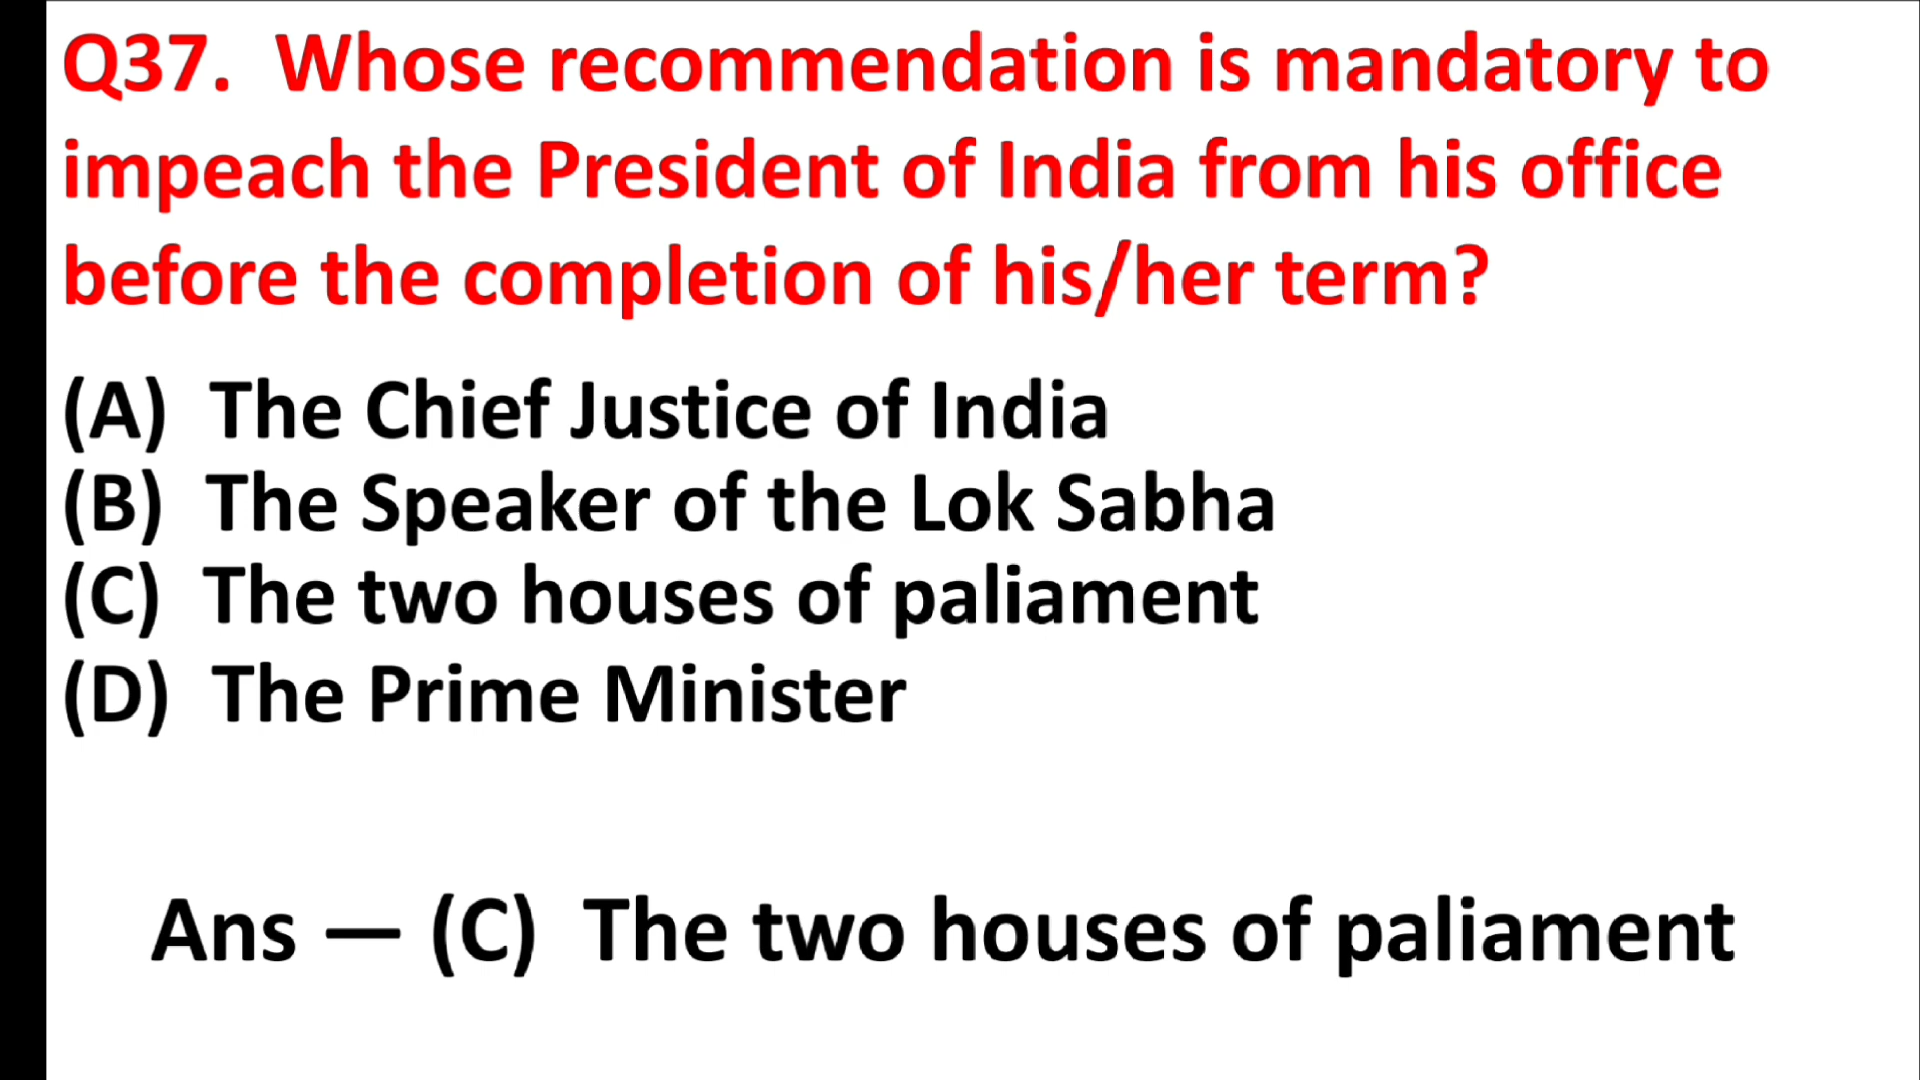 Q37. Whose recommendation is mandatory to
impeach the President of India from his office
before the completion of his/her term?
(A) The Chief Justice of India
(B) The Speaker of the Lok Sabha
(C) The two houses of paliament
(D) The Prime Minister
Ans — (C) The two houses of paliament